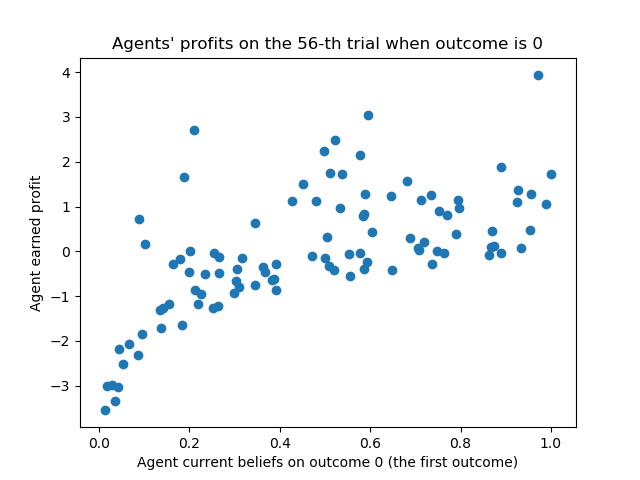 Agents' profits on the 56-th trial when outcome is 0
4
3
2
1
0
−1
−2
−3
Agent earned profit
0.0 0.2 0.4 0.6 0.8 1.0
Agent current beliefs on outcome 0 (the first outcome)